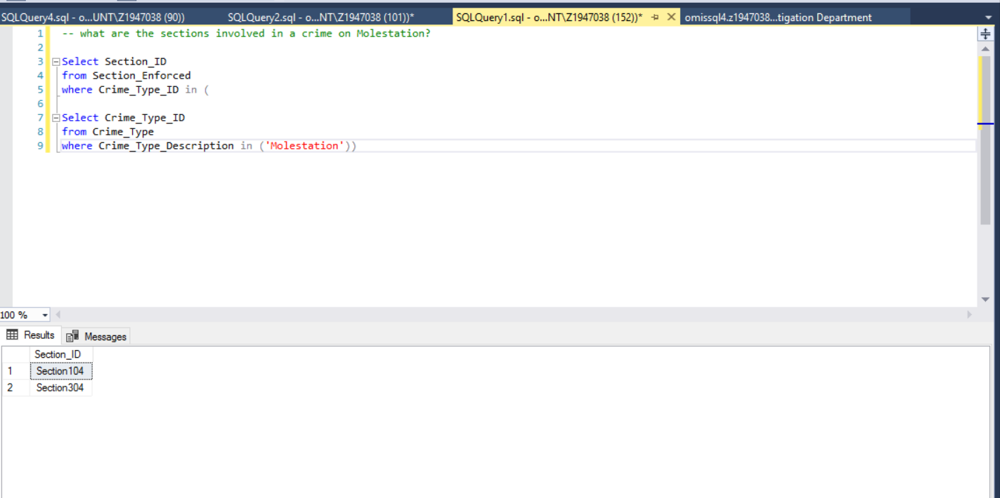 SQLQuery4.sql - o...UNT\Z1947038 (90)) SQLQuery2.sql - o...NT\Z1947038 (101))* SQLQuery1.sql - o...NT\Z1947038 (152))* omissql4.z1947038...tigation Department
1 -- what are the sections involved in a crime on Molestation?
2
3 Select Section_ID
4 from Section_Enforced
5 where Crime_Type_ID in (
6
7 Select Crime_Type_ID
8 from Crime_Type
9 where Crime_Type_Description in ('Molestation'))
100 %
Results Messages
Section_ID
1 Section104
2 Section304